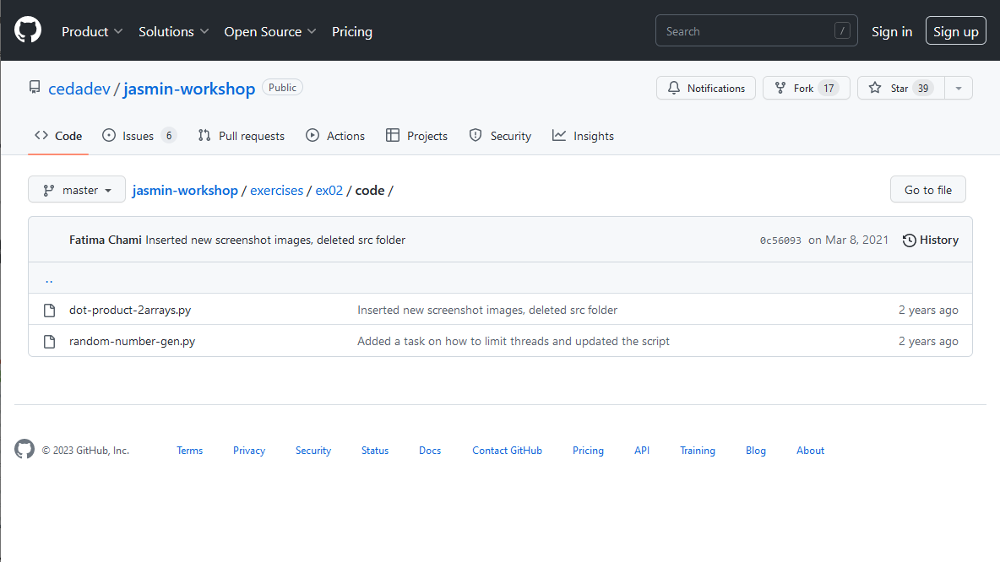 Product Solutions Open Source Pricing Search / Sign in Sign up
cedadev / jasmin-workshop Public Notifications Fork 17 Star 39
Code Issues 6 Pull requests Actions Projects Security Insights
master jasmin-workshop / exercises / ex02 / code / Go to file
Fatima Chami Inserted new screenshot images, deleted src folder 0c56093 on Mar 8, 2021 History
..
dot-product-2arrays.py Inserted new screenshot images, deleted src folder 2 years ago
random-number-gen.py Added a task on how to limit threads and updated the script 2 years ago
© 2023 GitHub, Inc. Terms Privacy Security Status Docs Contact GitHub Pricing API Training Blog About